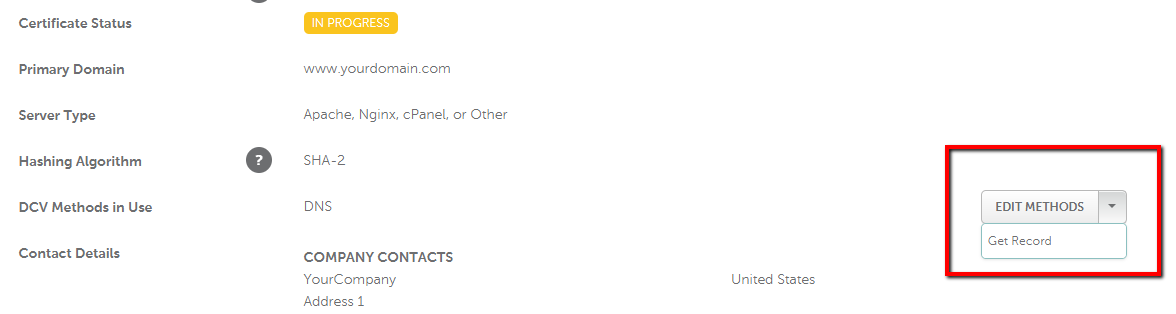 Certificate Status IN PROGRESS
Primary Domain www.yourdomain.com
Server Type Apache, Nginx, cPanel, or Other
Hashing Algorithm ? SHA-2
DCV Methods in Use DNS EDIT METHODS
Get Record
Contact Details COMPANY CONTACTS
YourCompany United States
Address 1